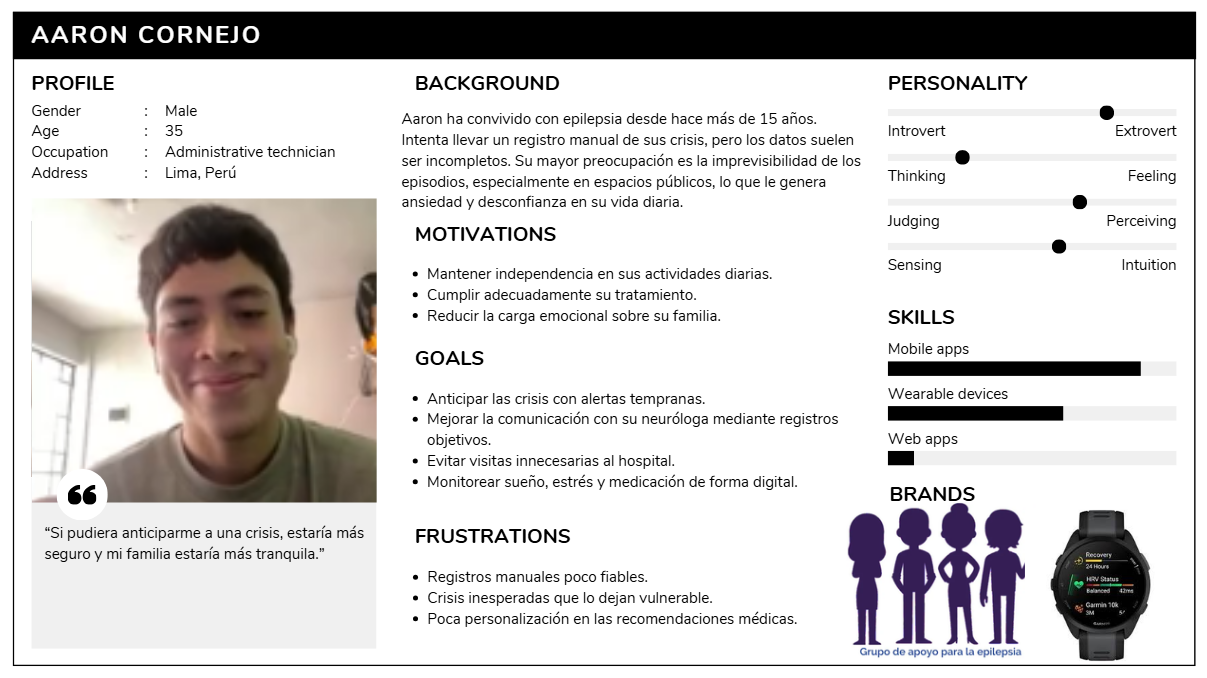 AARON CORNEJO
PROFILE
Gender : Male
Age : 35
Occupation : Administrative technician
Address : Lima, Perú
“Si pudiera anticiparme a una crisis, estaría más
seguro y mi familia estaría más tranquila.”
BACKGROUND
Aaron ha convivido con epilepsia desde hace más de 15 años.
Intenta llevar un registro manual de sus crisis, pero los datos suelen
ser incompletos. Su mayor preocupación es la imprevisibilidad de los
episodios, especialmente en espacios públicos, lo que le genera
ansiedad y desconfianza en su vida diaria.
MOTIVATIONS
• Mantener independencia en sus actividades diarias.
• Cumplir adecuadamente su tratamiento.
• Reducir la carga emocional sobre su familia.
GOALS
• Anticipar las crisis con alertas tempranas.
• Mejorar la comunicación con su neuróloga mediante registros
objetivos.
• Evitar visitas innecesarias al hospital.
• Monitorear sueño, estrés y medicación de forma digital.
FRUSTRATIONS
• Registros manuales poco fiables.
• Crisis inesperadas que lo dejan vulnerable.
• Poca personalización en las recomendaciones médicas.
PERSONALITY
Introvert Extrovert
Thinking Feeling
Judging Perceiving
Sensing Intuition
SKILLS
Mobile apps
Wearable devices
Web apps
BRANDS
Grupo de apoyo para la epilepsia
Recovery
24 Hours
HRV Status
Balanced 42ms
Garmin 10k
3M
GARMIN